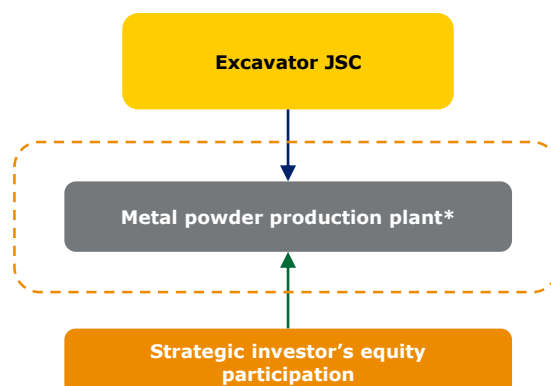 Excavator JSC
Metal powder production plant*
Strategic investor’s equity
participation